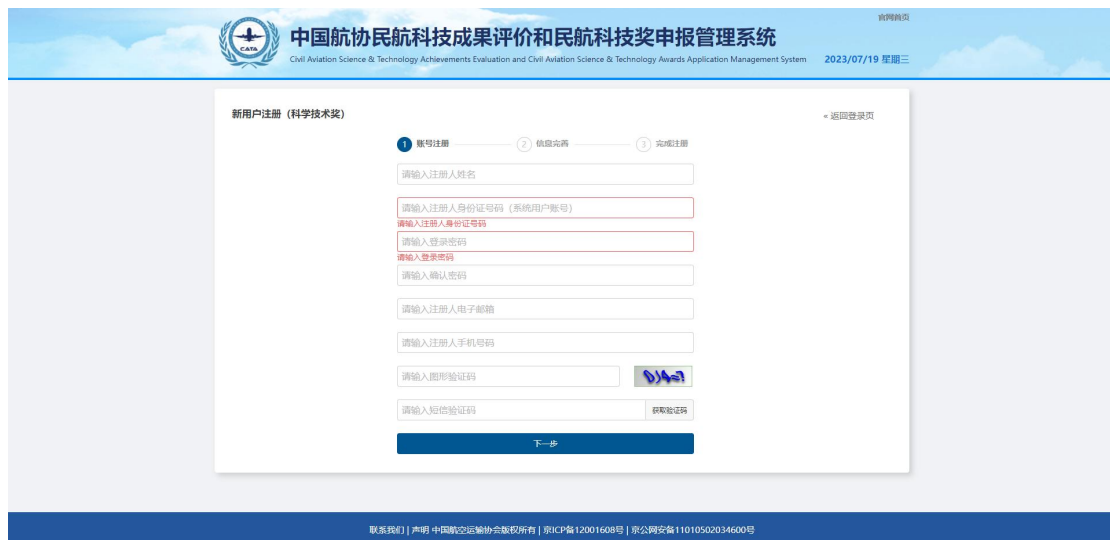 官网首页
CATA
中国航协民航科技成果评价和民航科技奖申报管理系统
Civil Aviation Science & Technology Achievements Evaluation and Civil Aviation Science & Technology Awards Application Management System
2023/07/19 星期三
新用户注册（科学技术奖）
« 返回登录页
1 账号注册 2 信息完善 3 完成注册
请输入注册人姓名
请输入注册人身份证号码（系统用户账号）
请输入注册人身份证号码
请输入登录密码
请输入登录密码
请输入确认密码
请输入注册人电子邮箱
请输入注册人手机号码
请输入图形验证码
请输入短信验证码 获取验证码
下一步
联系我们 | 声明 中国航空运输协会版权所有 | 京ICP备12001608号 | 京公网安备11010502034600号